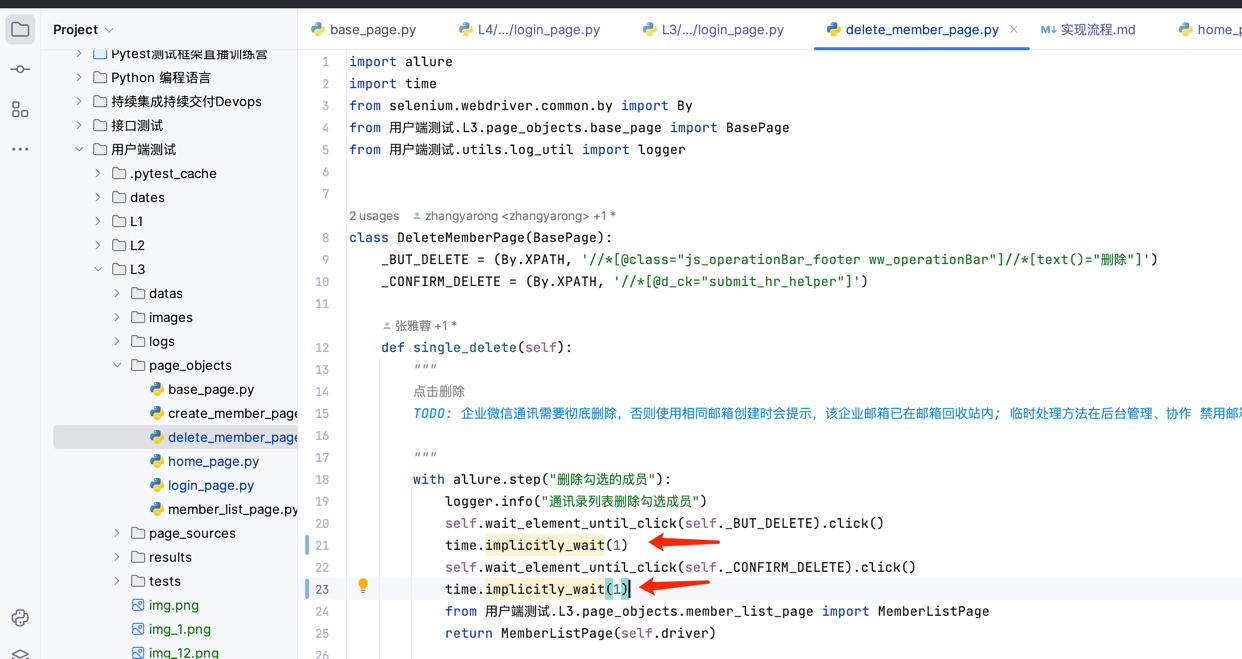 Project
base_page.py
L4/.../login_page.py
L3/.../login_page.py
delete_member_page.py
M↓ 实现流程.md
home_p
Pytest测试框架直播训练营
Python 编程语言
持续集成持续交付Devops
接口测试
用户端测试
.pytest_cache
dates
L1
L2
L3
datas
images
logs
page_objects
base_page.py
create_member_page
delete_member_page
home_page.py
login_page.py
member_list_page.py
page_sources
results
tests
img.png
img_1.png
img_12.png
1 import allure
2 import time
3 from selenium.webdriver.common.by import By
4 from 用户端测试.L3.page_objects.base_page import BasePage
5 from 用户端测试.utils.log_util import logger
6
7
2 usages zhangyarong <zhangyarong> +1 *
8 class DeleteMemberPage(BasePage):
9 _BUT_DELETE = (By.XPATH, '//*[@class="js_operationBar_footer ww_operationBar"]//*[text()="删除"]')
10 _CONFIRM_DELETE = (By.XPATH, '//*[@d_ck="submit_hr_helper"]')
11
张雅蓉 +1 *
12 def single_delete(self):
13 """
14 点击删除
15 TODO: 企业微信通讯需要彻底删除，否则使用相同邮箱创建时会提示，该企业邮箱已在邮箱回收站内; 临时处理方法在后台管理、协作 禁用邮箱
16
17 """
18 with allure.step("删除勾选的成员"):
19 logger.info("通讯录列表删除勾选成员")
20 self.wait_element_until_click(self._BUT_DELETE).click()
21 time.implicitly_wait(1)
22 self.wait_element_until_click(self._CONFIRM_DELETE).click()
23 time.implicitly_wait(1)
24 from 用户端测试.L3.page_objects.member_list_page import MemberListPage
25 return MemberListPage(self.driver)
26